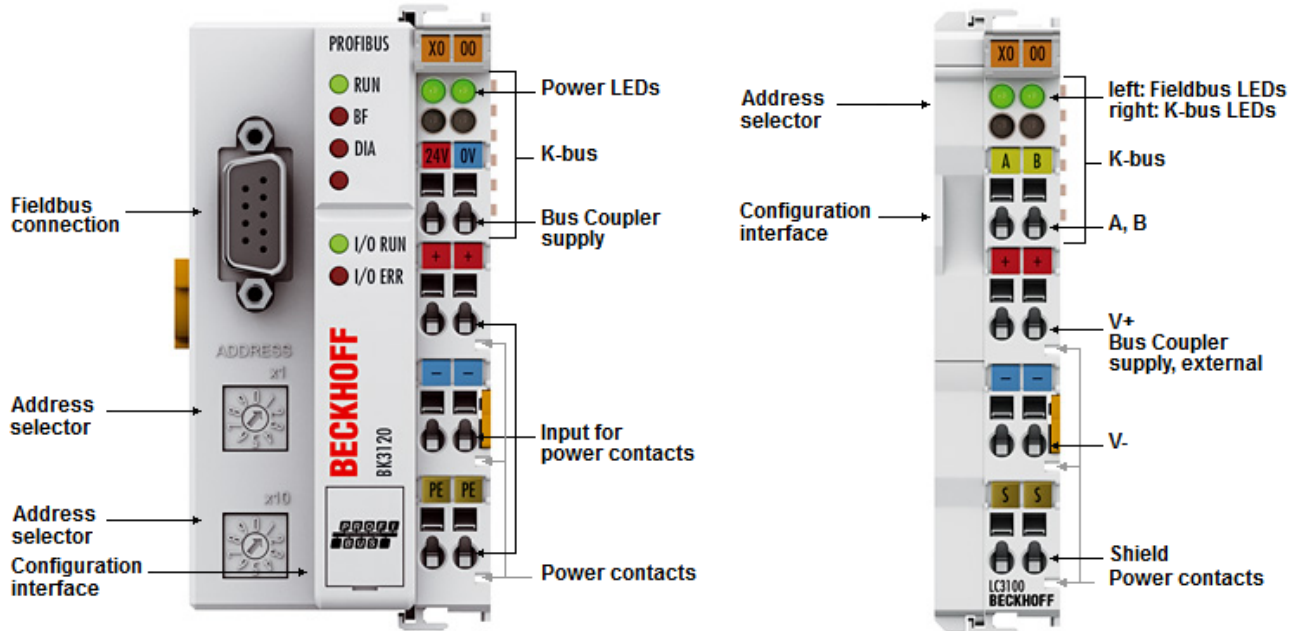 PROFIBUS
RUN
BF
DIA
I/O RUN
I/O ERR
BECKHOFF
BK3120
PROFI
BUS
ADDRESS
x1
x10
X0 00
24V 0V
+ +
− −
PE PE
Fieldbus
connection
Address
selector
Address
selector
Configuration
interface
Power LEDs
K-bus
Bus Coupler
supply
Input for
power contacts
Power contacts
Address
selector
Configuration
interface
X0 00
A B
+ +
− −
S S
LC3100
BECKHOFF
left: Fieldbus LEDs
right: K-bus LEDs
K-bus
A, B
V+
Bus Coupler
supply, external
V-
Shield
Power contacts